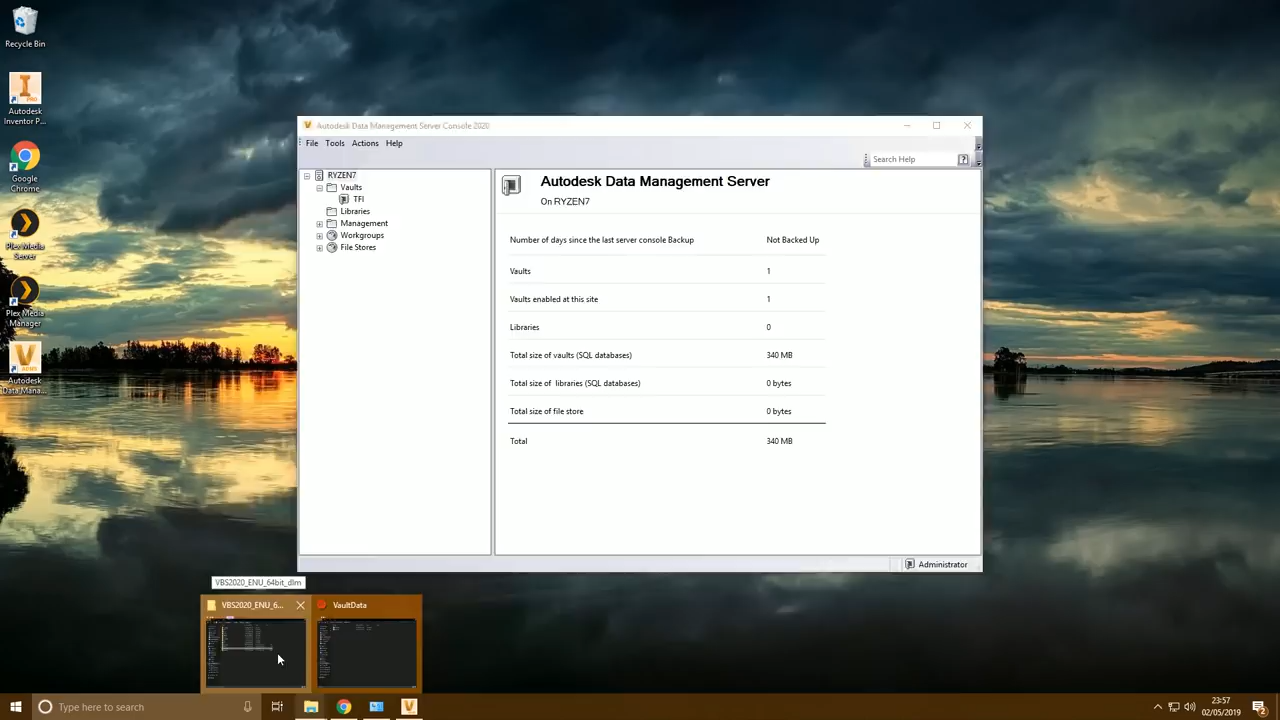 Recycle Bin
Autodesk
Inventor P...
Google
Chrome
Plex Media
Server
Plex Media
Manager
ADMS
Autodesk
Data Mana...
Autodesk Data Management Server Console 2020
File Tools Actions Help
Search Help
RYZEN7
Vaults
TFI
Libraries
Management
Workgroups
File Stores
Autodesk Data Management Server
On RYZEN7
Number of days since the last server console Backup Not Backed Up
Vaults 1
Vaults enabled at this site 1
Libraries 0
Total size of vaults (SQL databases) 340 MB
Total size of libraries (SQL databases) 0 bytes
Total size of file store 0 bytes
Total 340 MB
Administrator
VBS2020_ENU_64bit_dlm
VBS2020_ENU_6... VaultData
Type here to search
23:57
02/05/2019
2